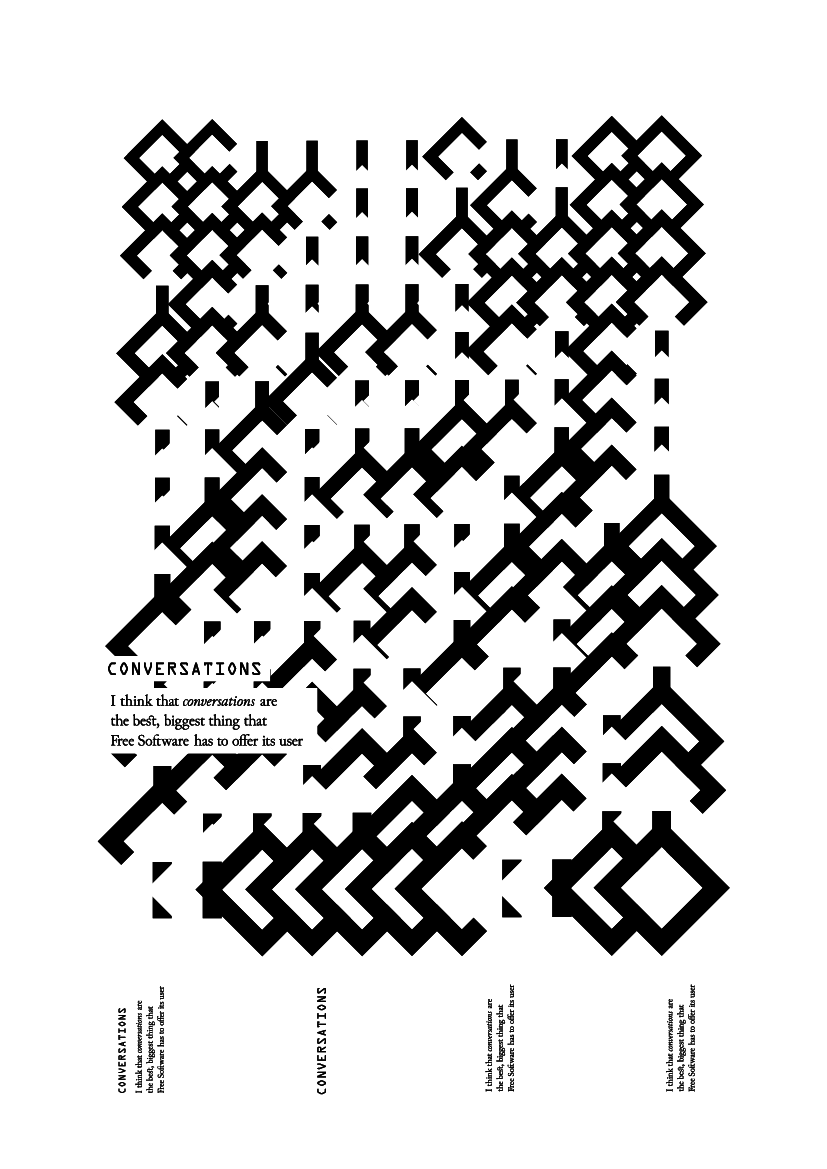 CONVERSATIONS
I think that conversations are
the best, biggest thing that
Free Software has to offer its user
CONVERSATIONS
I think that conversations are
the best, biggest thing that
Free Software has to offer its user
CONVERSATIONS
I think that conversations are
the best, biggest thing that
Free Software has to offer its user
I think that conversations are
the best, biggest thing that
Free Software has to offer its user